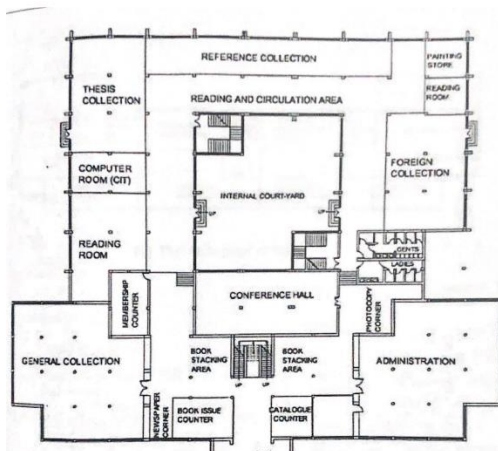 REFERENCE COLLECTION
PAINTING
STORE
THESIS
COLLECTION
READING
ROOM
READING AND CIRCULATION AREA
COMPUTER
ROOM (CIT)
FOREIGN
COLLECTION
INTERNAL COURT-YARD
READING
ROOM
GENTS
LADIES
MEMBERSHIP
COUNTER
CONFERENCE HALL
PHOTOCOPY
CORNER
GENERAL COLLECTION
BOOK
STACKING
AREA
BOOK
STACKING
AREA
ADMINISTRATION
NEWSPAPER
CORNER
BOOK ISSUE
COUNTER
CATALOGUE
COUNTER